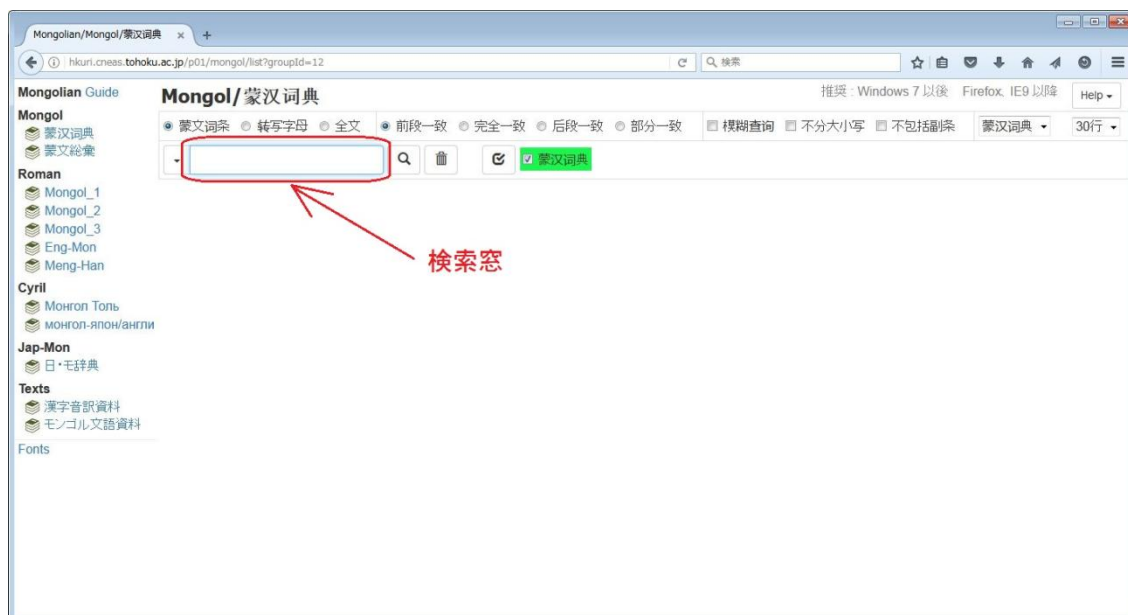 Mongolian/Mongol/蒙汉词典
hkuri.cneas.tohoku.ac.jp/p01/mongol/list?groupId=12
検索
Mongolian Guide
Mongol
蒙汉词典
蒙文総彙
Roman
Mongol_1
Mongol_2
Mongol_3
Eng-Mon
Meng-Han
Cyril
Монгол Толь
монгол-япон/англи
Jap-Mon
日・モ辞典
Texts
漢字音訳資料
モンゴル文語資料
Fonts
Mongol/蒙汉词典
推奨 : Windows 7 以後 Firefox, IE9 以降
Help
蒙文词条 转写字母 全文 前段一致 完全一致 后段一致 部分一致 模糊查询 不分大小写 不包括副条 蒙汉词典 30行
蒙汉词典
検索窓